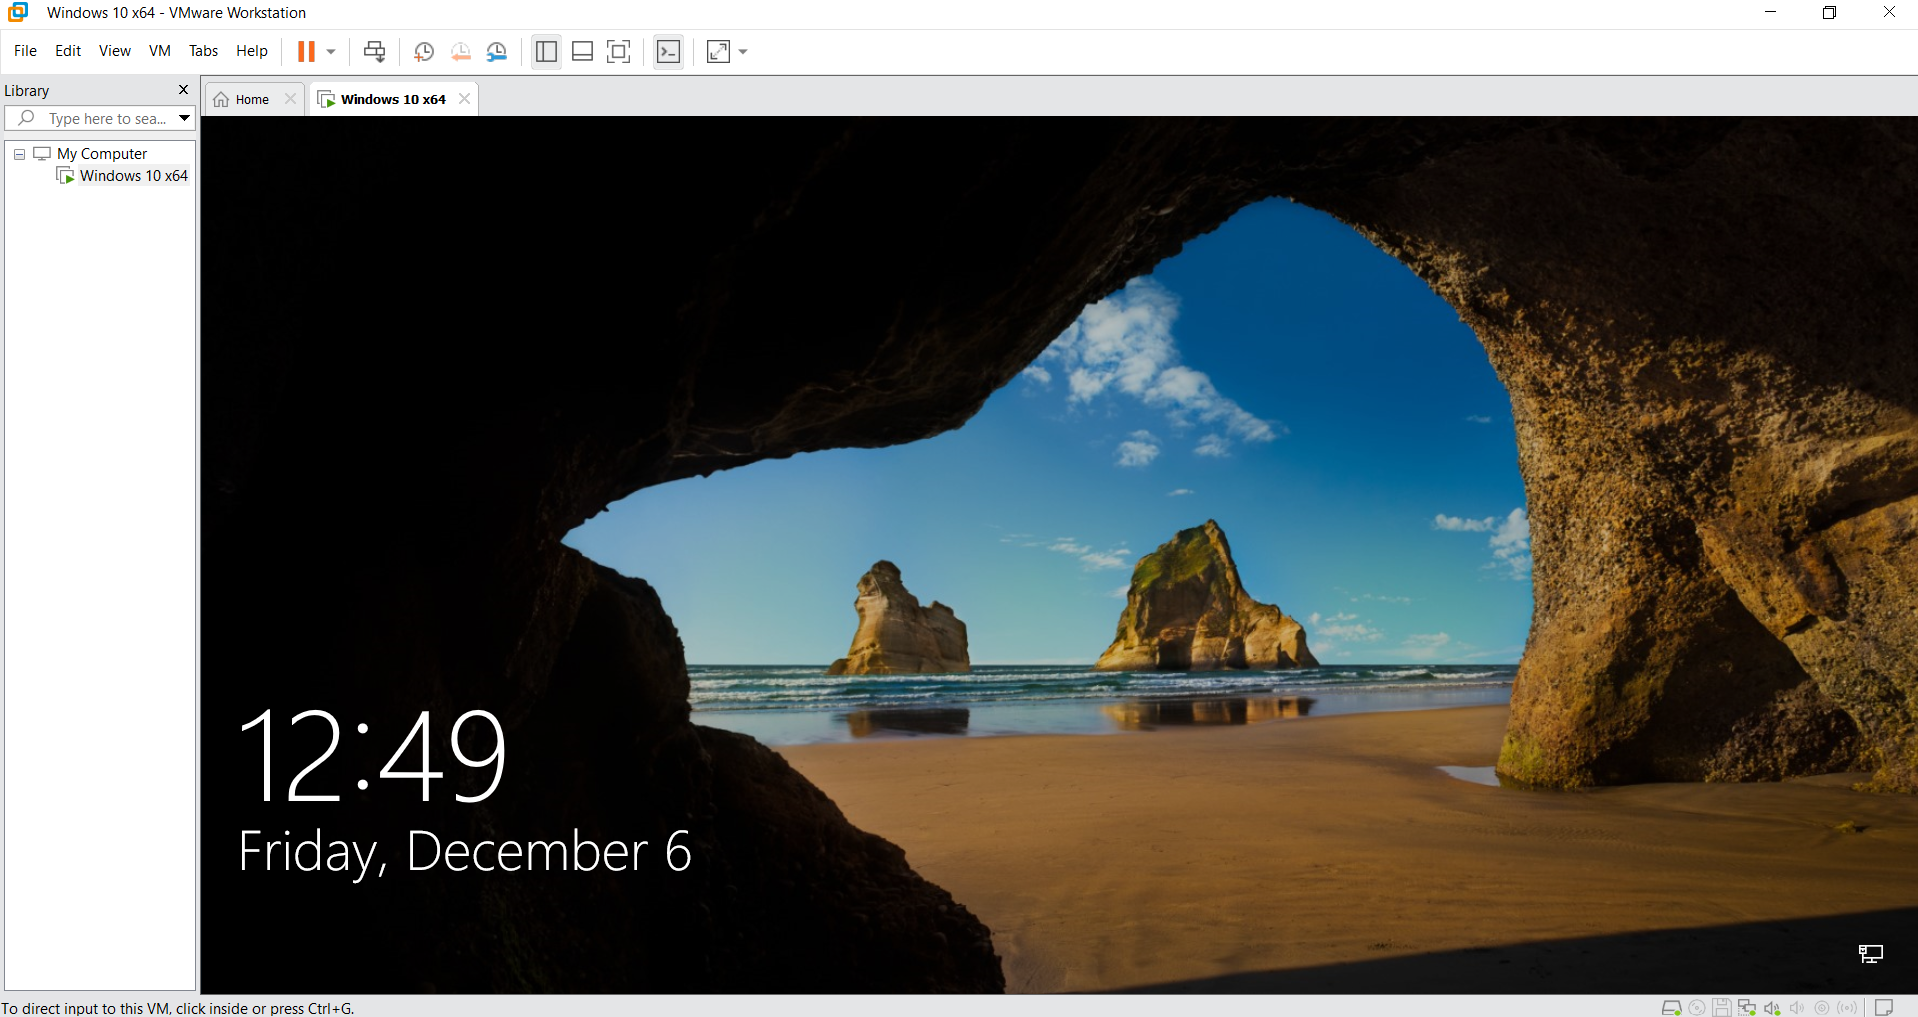 Windows 10 x64 - VMware Workstation
File Edit View VM Tabs Help
Library
Home
Windows 10 x64
Type here to sea...
My Computer
Windows 10 x64
12:49
Friday, December 6
To direct input to this VM, click inside or press Ctrl+G.